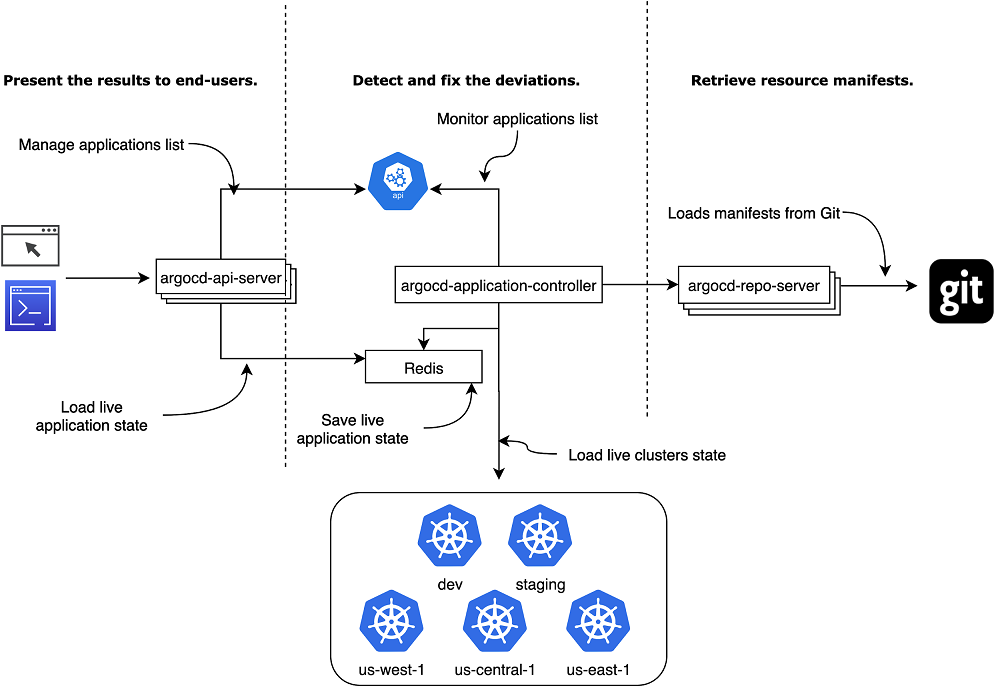 Present the results to end-users.
Detect and fix the deviations.
Retrieve resource manifests.
Monitor applications list
Manage applications list
api
Loads manifests from Git
argocd-api-server
argocd-application-controller
argocd-repo-server
git
>_
Redis
Load live
application state
Save live
application state
Load live clusters state
dev
staging
us-west-1
us-central-1
us-east-1